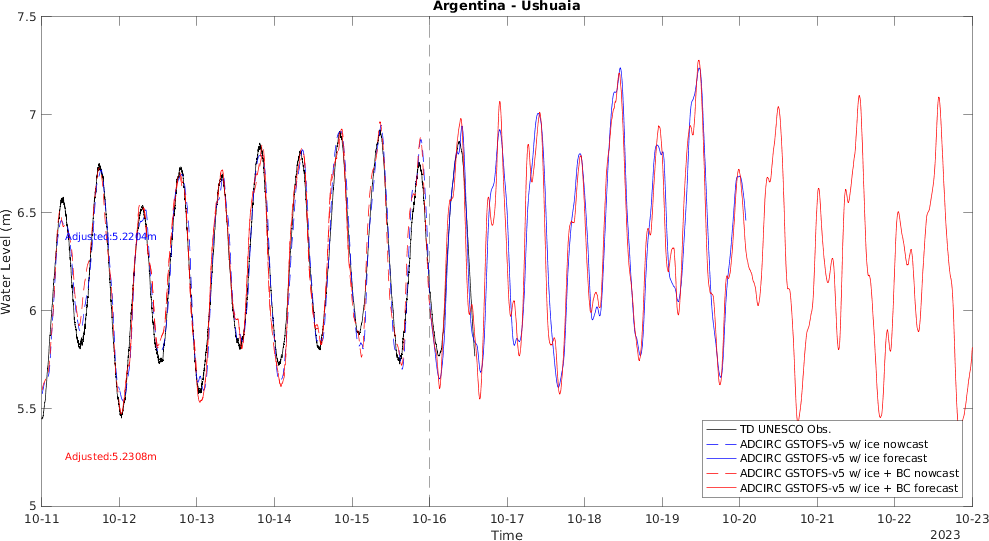 Argentina - Ushuaia
7.5
7
6.5
6
5.5
5
Water Level (m)
Adjusted:5.2204m
Adjusted:5.2308m
TD UNESCO Obs.
ADCIRC GSTOFS-v5 w/ ice nowcast
ADCIRC GSTOFS-v5 w/ ice forecast
ADCIRC GSTOFS-v5 w/ ice + BC nowcast
ADCIRC GSTOFS-v5 w/ ice + BC forecast
10-11 10-12 10-13 10-14 10-15 10-16 10-17 10-18 10-19 10-20 10-21 10-22 10-23
Time
2023